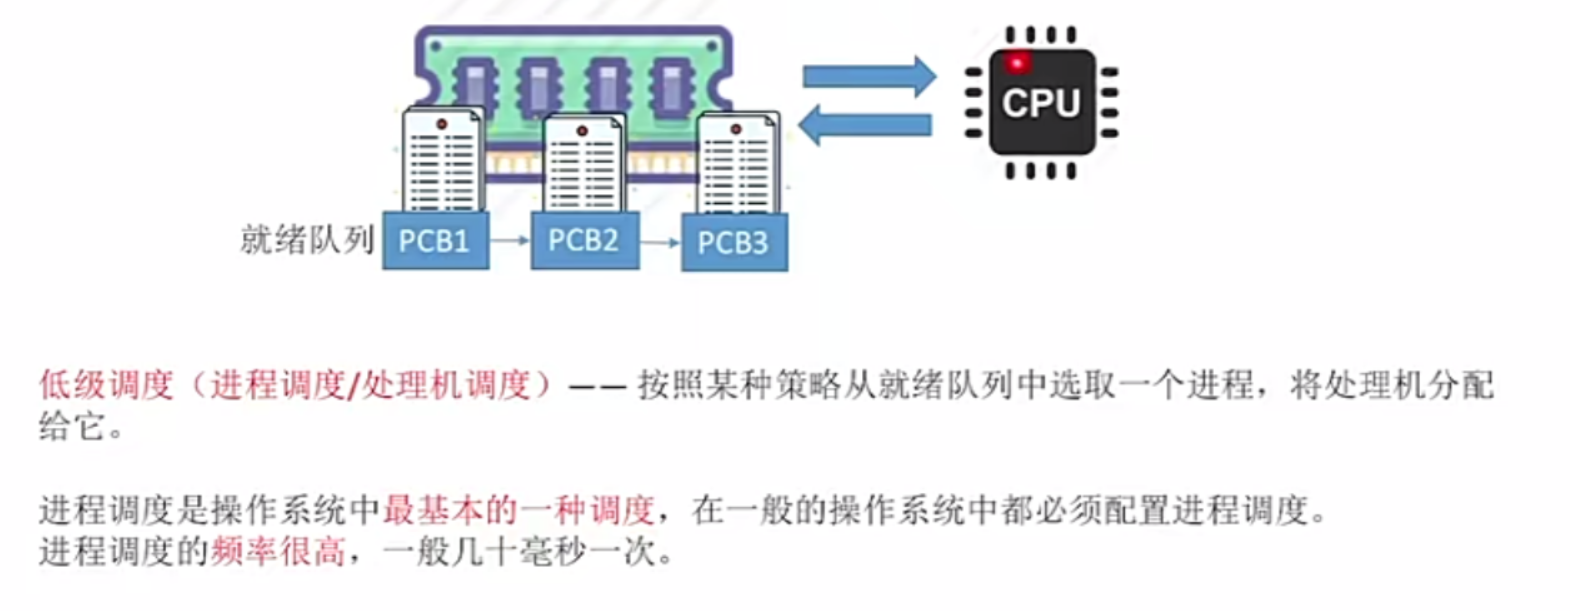 CPU
就绪队列 PCB1 PCB2 PCB3
低级调度（进程调度/处理机调度）—— 按照某种策略从就绪队列中选取一个进程，将处理机分配
给它。
进程调度是操作系统中最基本的一种调度，在一般的操作系统中都必须配置进程调度。
进程调度的频率很高，一般几十毫秒一次。